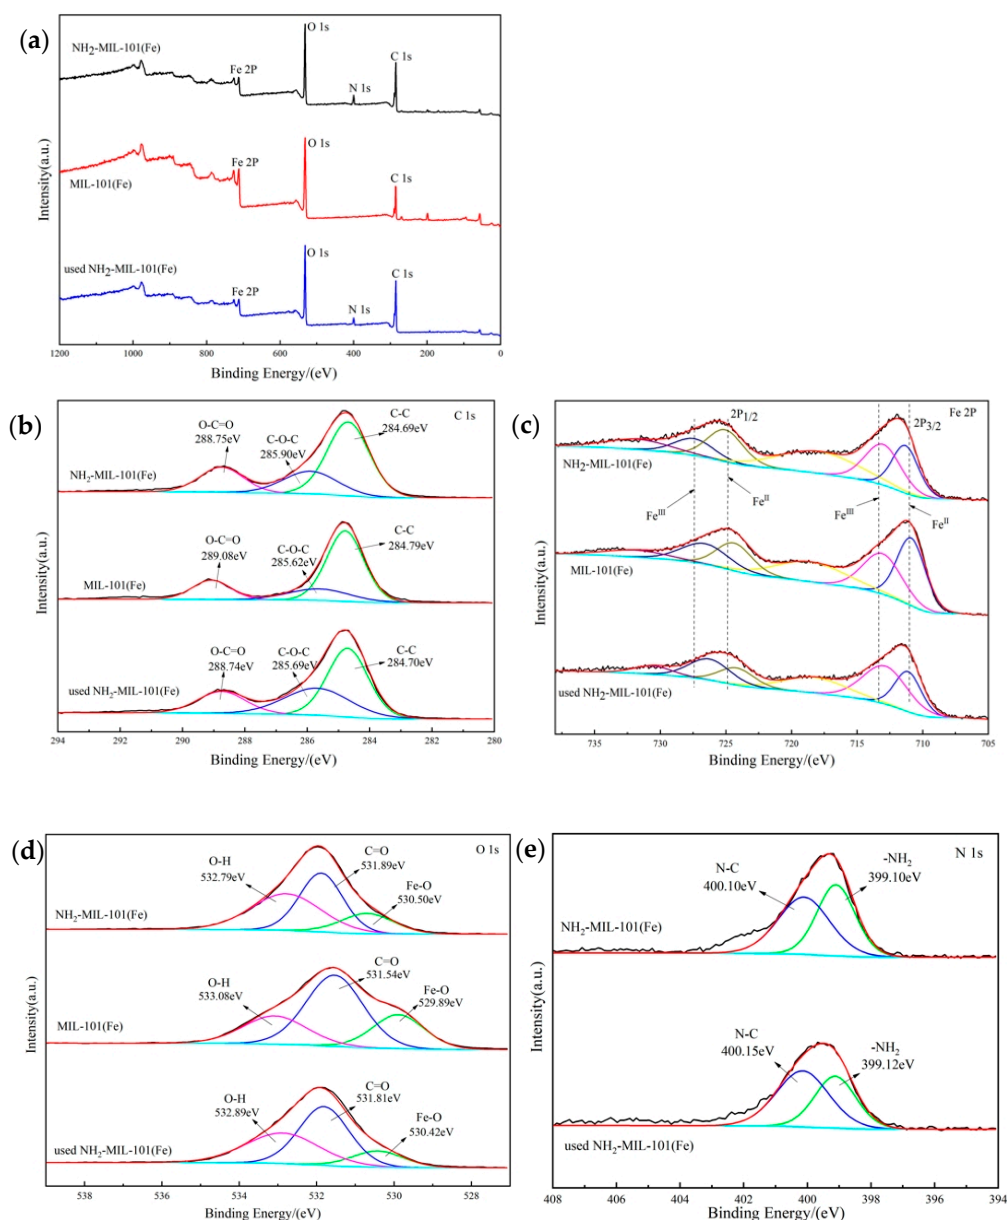 (a)
O 1s
NH2-MIL-101(Fe)
Fe 2P
C 1s
N 1s
O 1s
Fe 2P
MIL-101(Fe)
C 1s
O 1s
used NH2-MIL-101(Fe)
C 1s
Fe 2P
N 1s
Intensity(a.u.)
1200 1000 800 600 400 200 0
Binding Energy/(eV)
(b)
C 1s
C-C
284.69eV
O-C=O
288.75eV
C-O-C
285.90eV
NH2-MIL-101(Fe)
C-C
284.79eV
O-C=O
289.08eV
C-O-C
285.62eV
MIL-101(Fe)
C-C
284.70eV
O-C=O
288.74eV
C-O-C
285.69eV
used NH2-MIL-101(Fe)
Intensity(a.u.)
294 292 290 288 286 284 282 280
Binding Energy/(eV)
(c)
Fe 2P
2P1/2
2P3/2
NH2-MIL-101(Fe)
FeIII
FeII
FeIII
FeII
MIL-101(Fe)
used NH2-MIL-101(Fe)
Intensity(a.u.)
735 730 725 720 715 710 705
Binding Energy/(eV)
(d)
O 1s
O-H
532.79eV
C=O
531.89eV
Fe-O
530.50eV
NH2-MIL-101(Fe)
O-H
533.08eV
C=O
531.54eV
Fe-O
529.89eV
MIL-101(Fe)
O-H
532.89eV
C=O
531.81eV
Fe-O
530.42eV
used NH2-MIL-101(Fe)
Intensity(a.u.)
538 536 534 532 530 528
Binding Energy/(eV)
(e)
N 1s
N-C
400.10eV
-NH2
399.10eV
NH2-MIL-101(Fe)
N-C
400.15eV
-NH2
399.12eV
used NH2-MIL-101(Fe)
Intensity(a.u.)
408 406 404 402 400 398 396 394
Binding Energy/(eV)